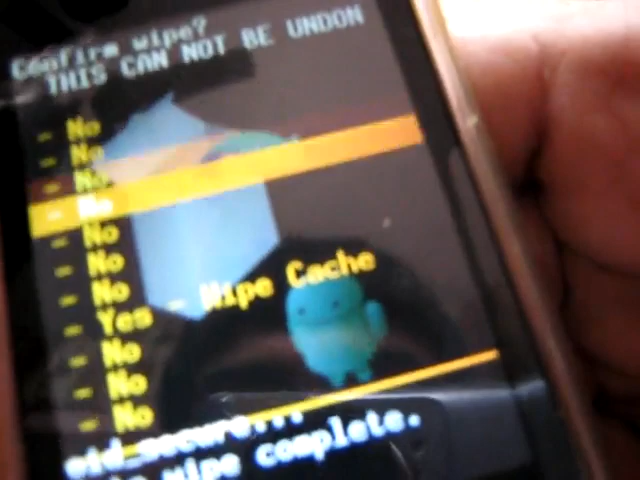 Confirm wipe?
THIS CAN NOT BE UNDON
- No
- No
- No
- No
- No
- No
- No
- Yes - Wipe Cache
- No
- No
- No
wipe complete.